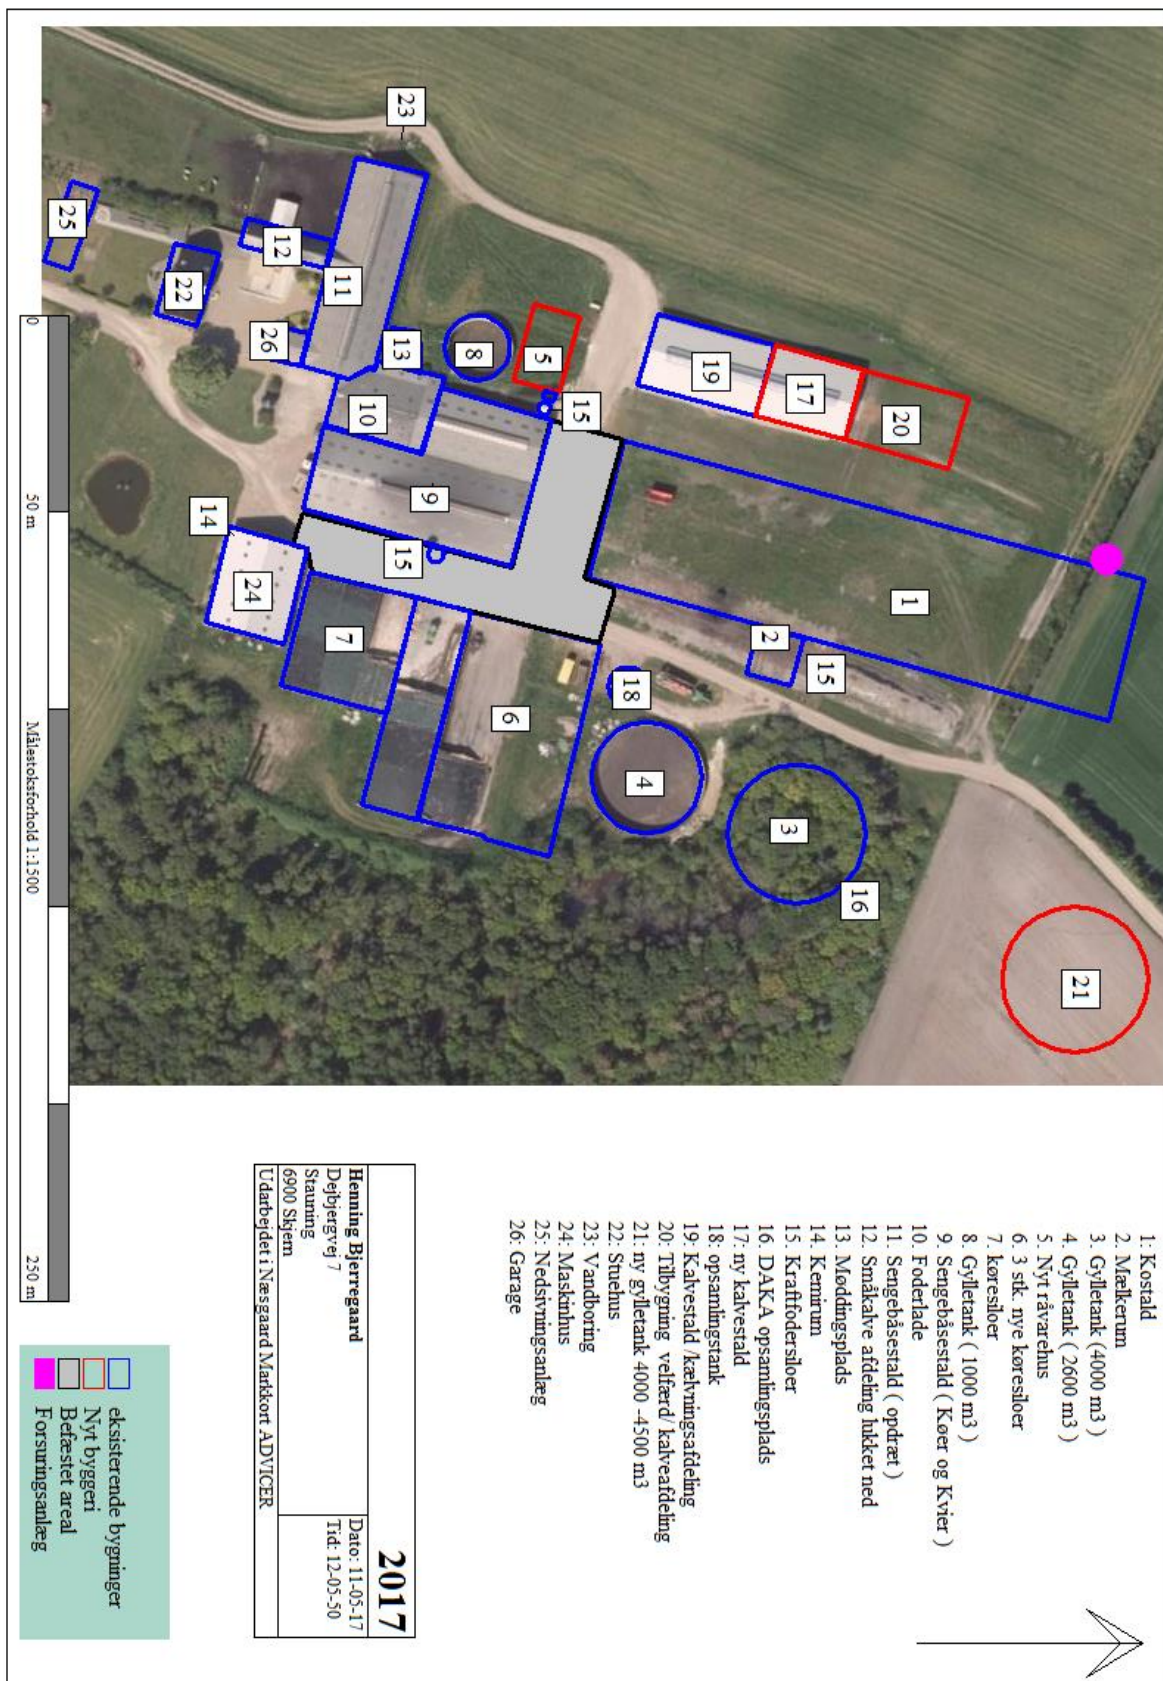 1: Kostald
2. Mælkerum
3. Gylletank (4000 m3 )
4. Gylletank ( 2600 m3 )
5. Nyt råvarehus
6. 3 stk. nye køresiloer
7. køresiloer
8. Gylletank ( 1000 m3 )
9. Sengebåsestald ( Køer og Kvier )
10. Foderlade
11. Sengebåsestald ( opdræt )
12. Småkalve afdeling lukket ned
13. Møddingsplads
14. Kemirum
15. Kraftfodersiloer
16. DAKA opsamlingsplads
17: ny kalvestald
18: opsamlingstank
19: Kalvestald /kælvningsafdeling
20: Tilbygning velfærd/ kalveafdeling
21: ny gylletank 4000 -4500 m3
22: Stuehus
23: Vandboring
24: Maskinhus
25: Nedsivningsanlæg
26: Garage
23
25
12
22
11
26
13
8
5
15
19
17
20
10
9
14
24
15
7
6
1
2
15
18
4
3
16
21
0
50 m
Målestoksforhold 1:1500
250 m
2017
Henning Bjerregaard
Dejbjergvej 7
Stauning
6900 Skjern
Dato: 11-05-17
Tid: 12-05-50
Udarbejdet i Næsgaard Markkort ADVICER
eksisterende bygninger
Nyt byggeri
Befæstet areal
Forsuringsanlæg